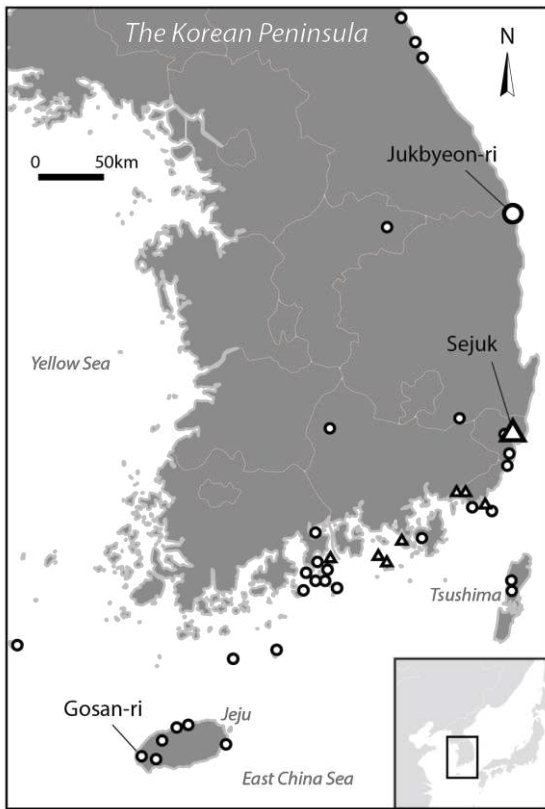 The Korean Peninsula
N
0 50km
Jukbyeon-ri
Yellow Sea
Sejuk
Tsushima
Gosan-ri
Jeju
East China Sea